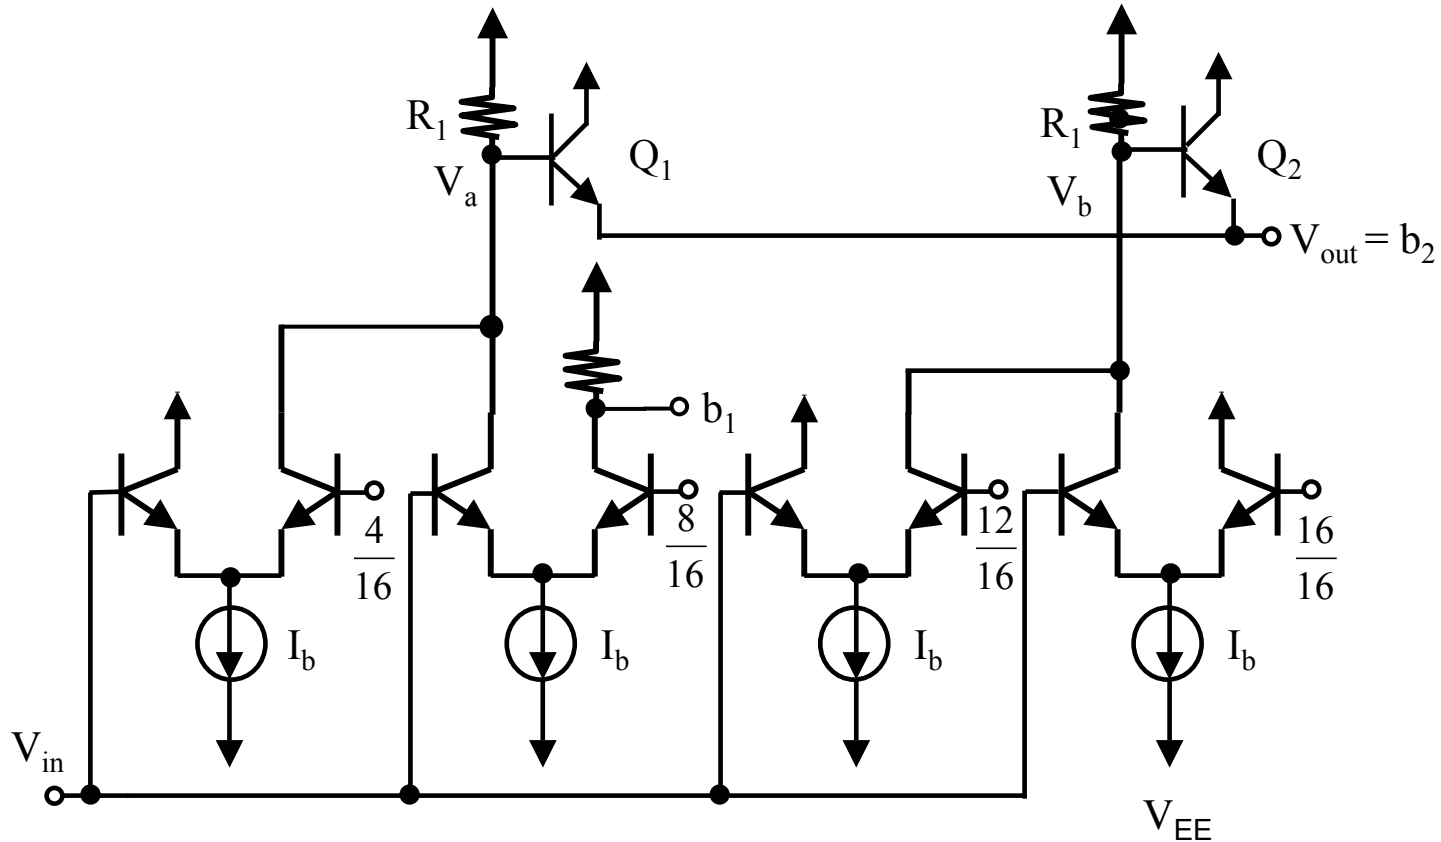 R1
Q1
Va
R1
Q2
Vb
Vout = b2
b1
4/16
8/16
12/16
16/16
Ib
Ib
Ib
Ib
Vin
VEE